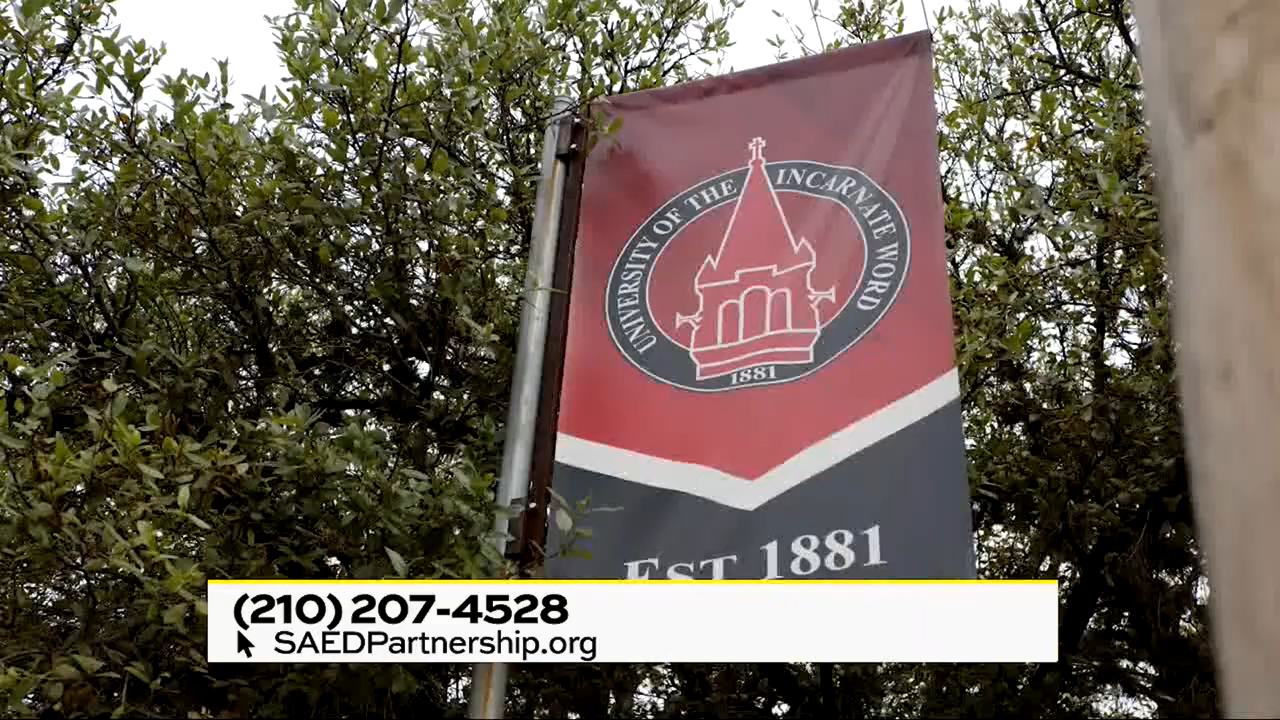 UNIVERSITY OF THE INCARNATE WORD
1881
EST 1881
(210) 207-4528
SAEDPartnership.org